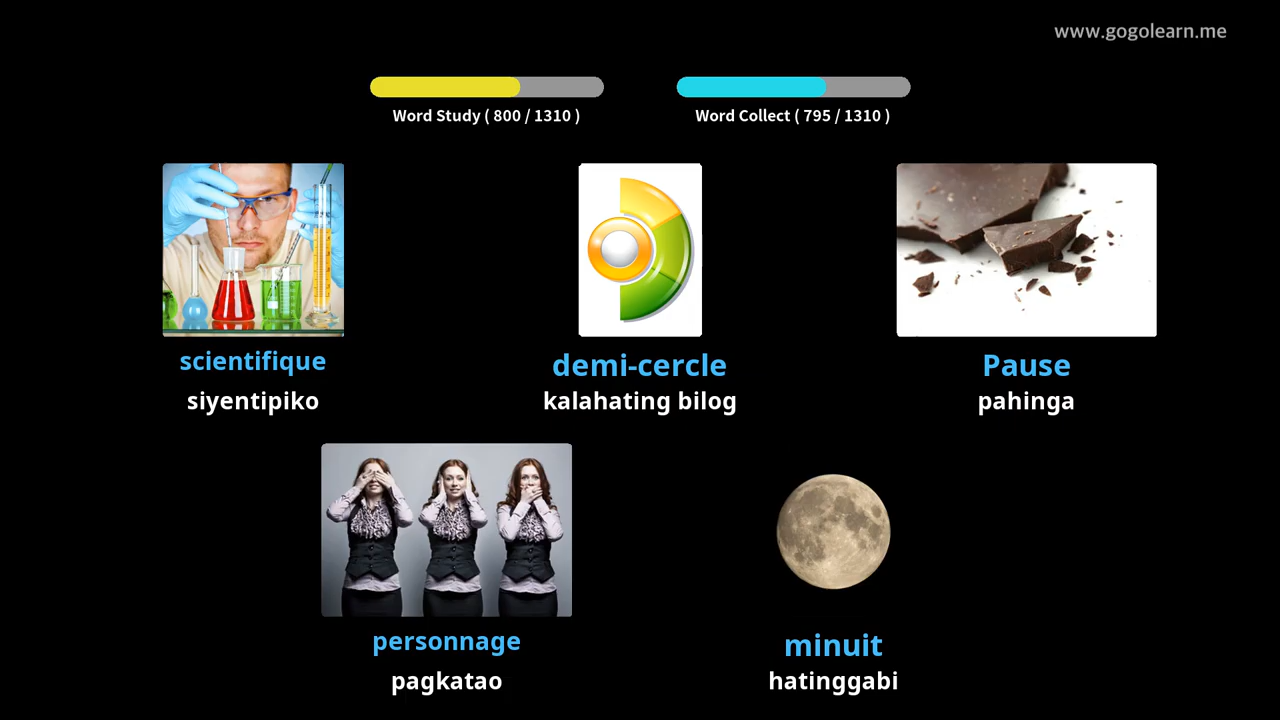 www.gogolearn.me
Word Study ( 800 / 1310 )
Word Collect ( 795 / 1310 )
scientifique
siyentipiko
demi-cercle
kalahating bilog
Pause
pahinga
personnage
pagkatao
minuit
hatinggabi